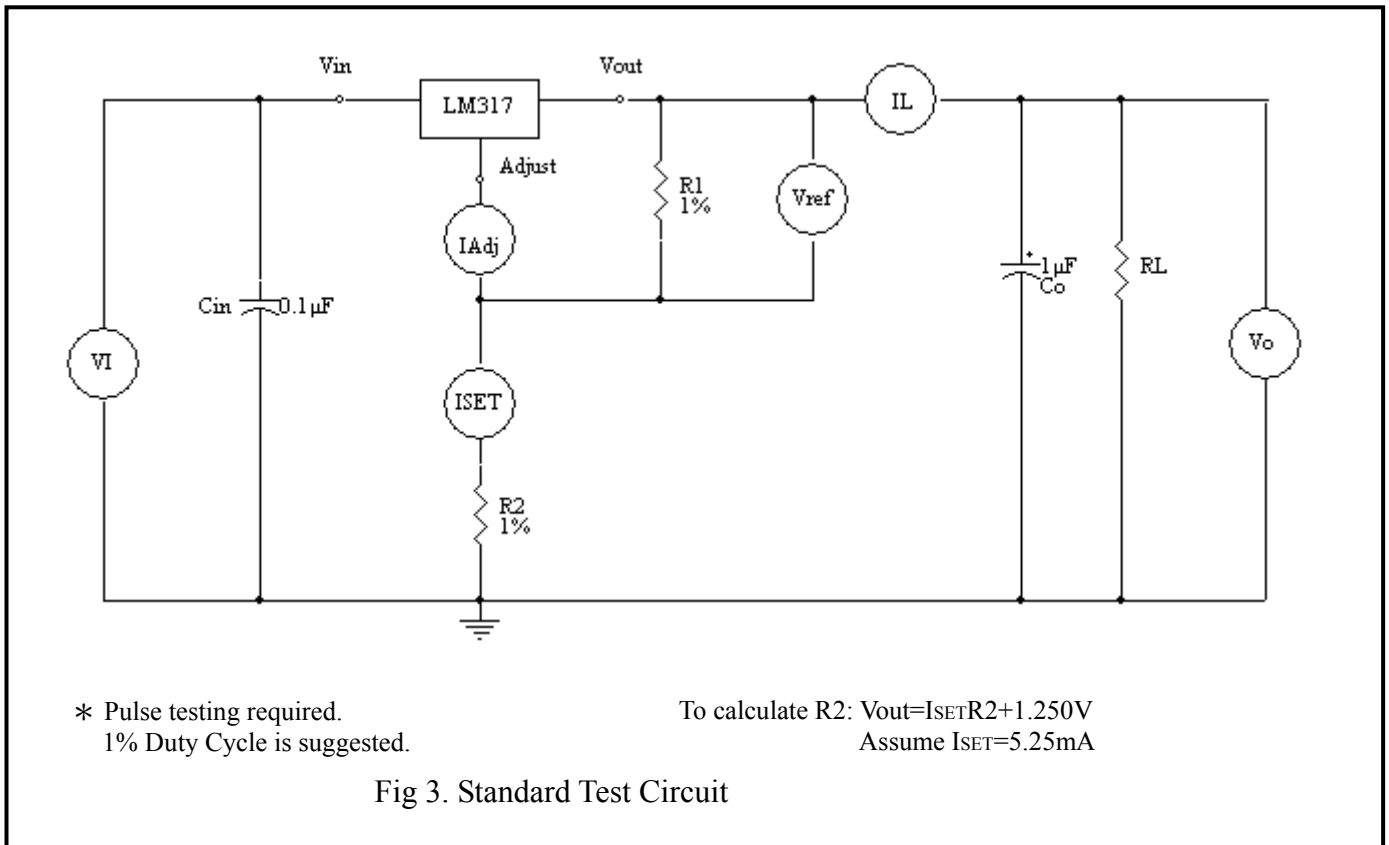 Vin
Vout
LM317
IL
Adjust
R1
1%
Vref
IAdj
1µF
Co
RL
Cin
0.1µF
VI
Vo
ISET
R2
1%
* Pulse testing required.
1% Duty Cycle is suggested.
To calculate R2: Vout=ISETR2+1.250V
Assume ISET=5.25mA
Fig 3. Standard Test Circuit